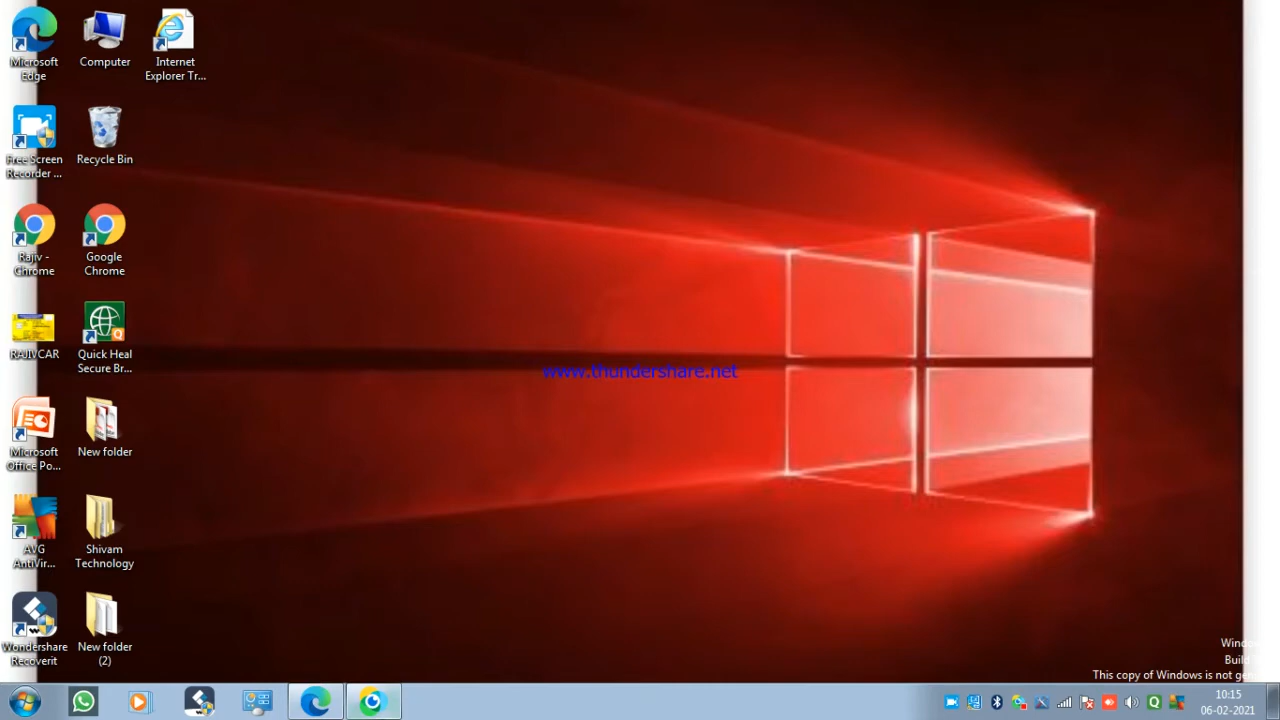 Microsoft
Edge
Computer
Internet
Explorer Tr...
Free Screen
Recorder ...
Recycle Bin
Rajiv -
Chrome
Google
Chrome
RAJIVCAR
Quick Heal
Secure Br...
Microsoft
Office Po...
New folder
AVG
AntiVir...
Shivam
Technology
Wondershare
Recoverit
New folder
(2)
www.thundershare.net
Build
This copy of Windows is not
10:15
06-02-2021